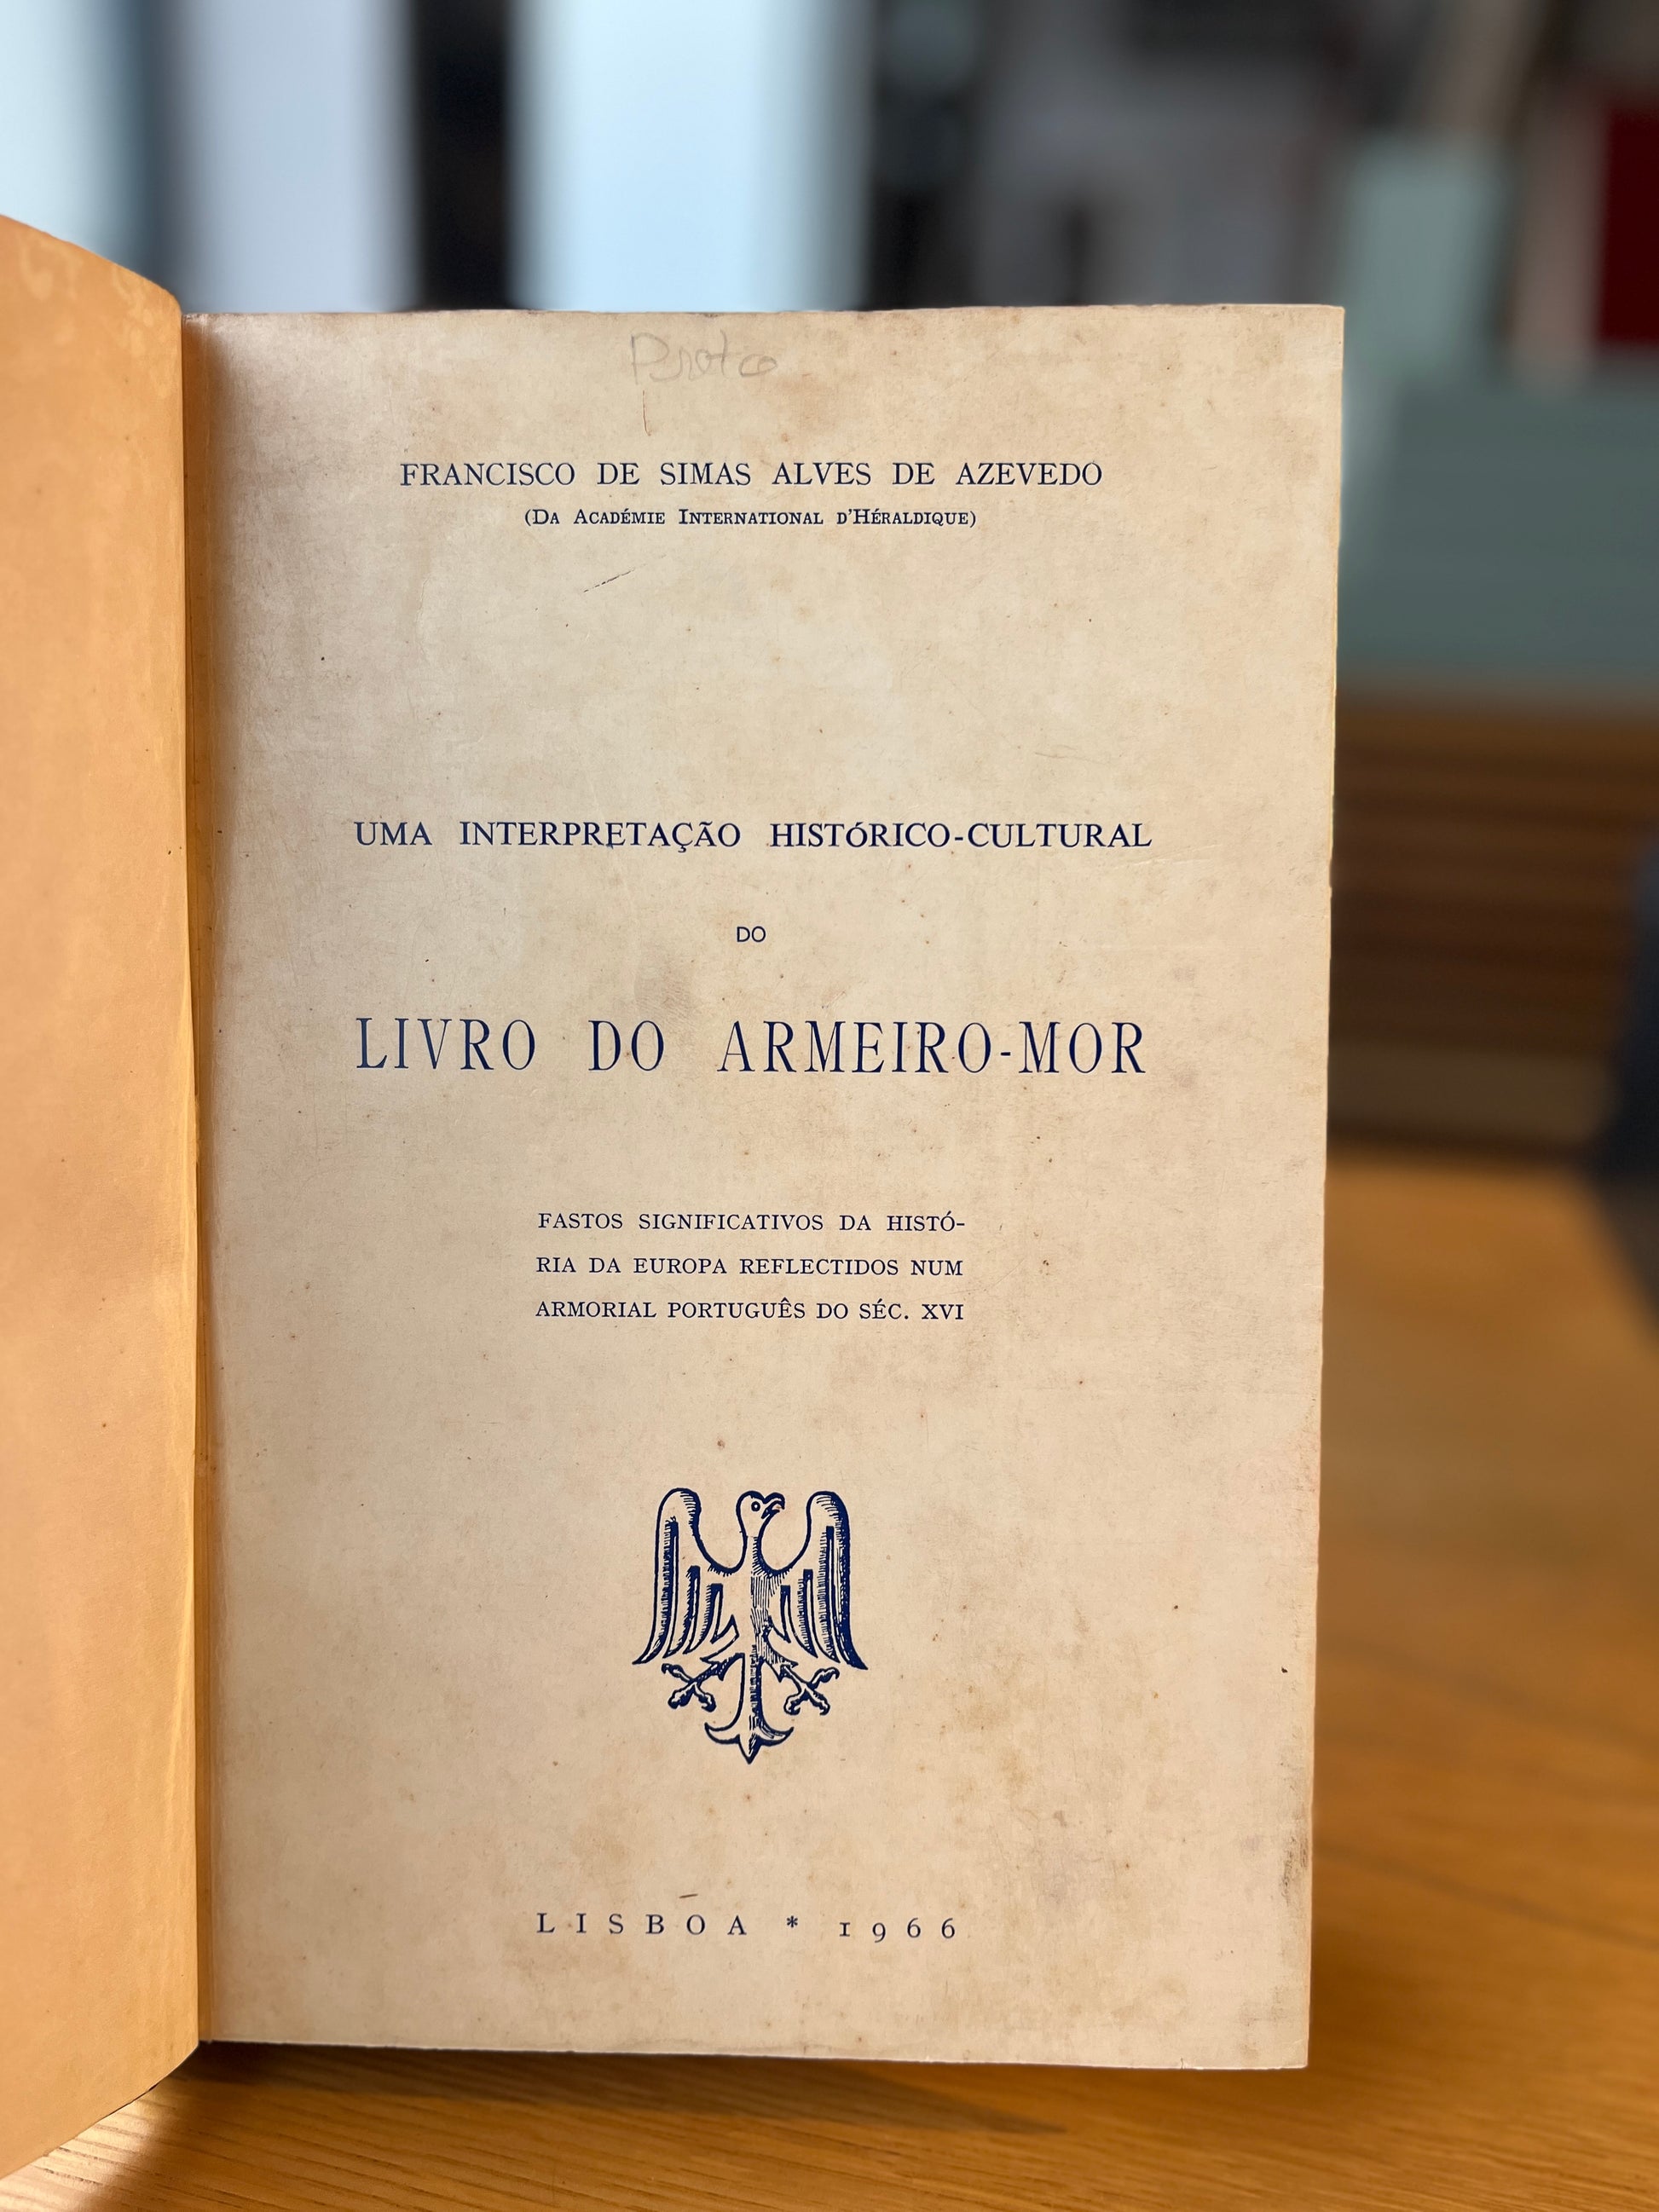 FRANCISCO DE SIMAS ALVES DE AZEVEDO
(DA ACADÉMIE INTERNATIONAL D'HÉRALDIQUE)
UMA INTERPRETAÇÃO HISTÓRICO-CULTURAL
DO
LIVRO DO ARMEIRO-MOR
FASTOS SIGNIFICATIVOS DA HISTÓ-
RIA DA EUROPA REFLECTIDOS NUM
ARMORIAL PORTUGUÊS DO SÉC. XVI
LISBOA * 1966